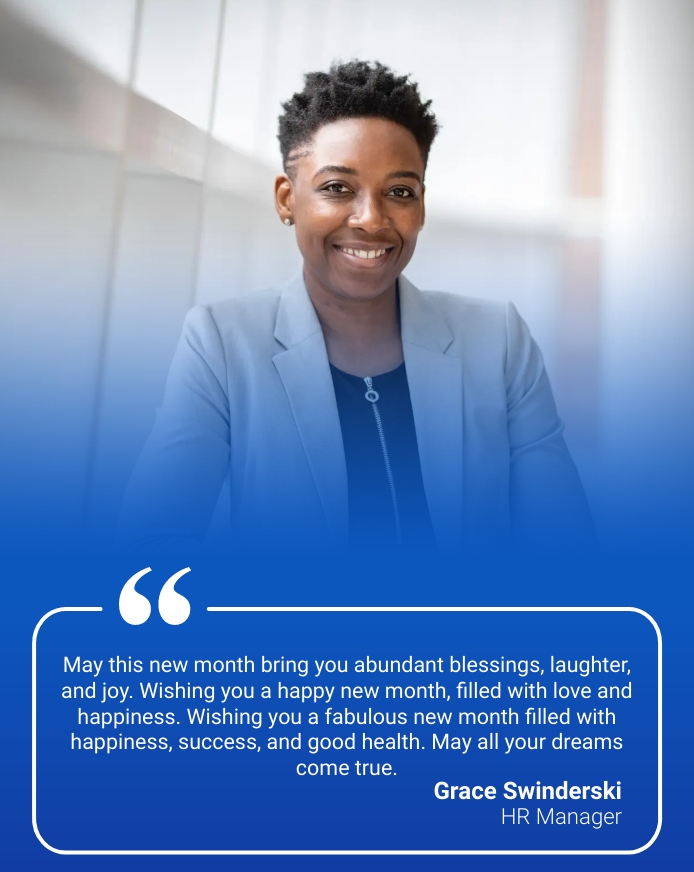 May this new month bring you abundant blessings, laughter,
and joy. Wishing you a happy new month, filled with love and
happiness. Wishing you a fabulous new month filled with
happiness, success, and good health. May all your dreams
come true.
Grace Swinderski
HR Manager